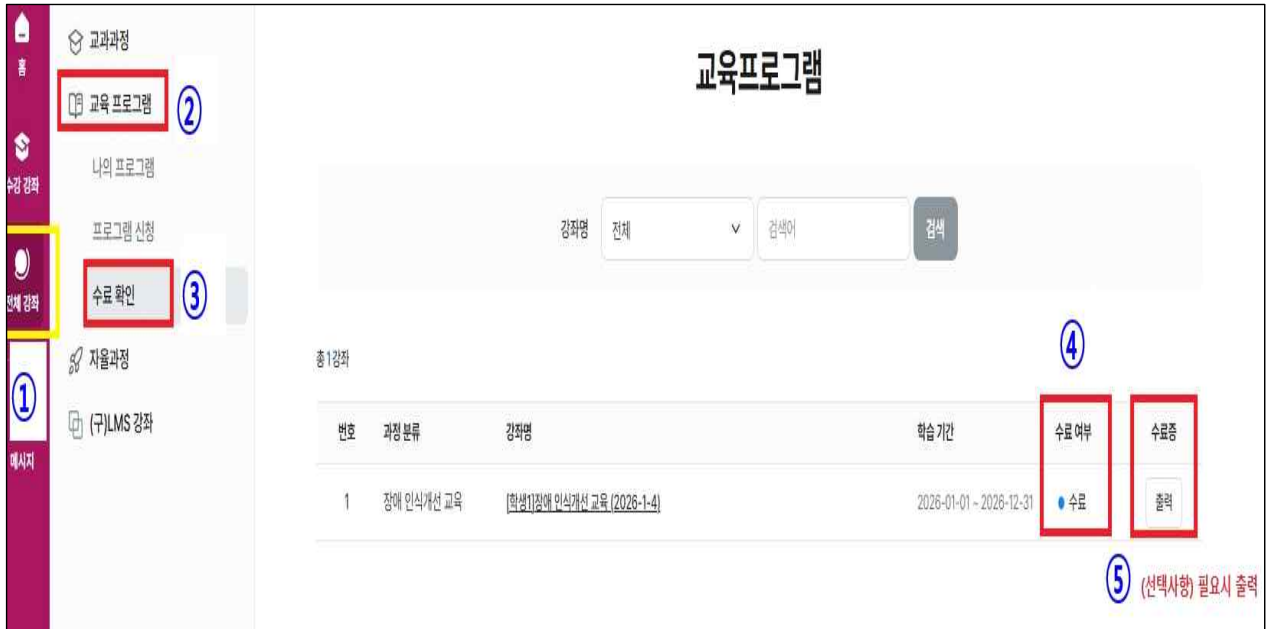 홈
수강 강좌
전체 강좌
①
메시지
교과과정
교육 프로그램 ②
나의 프로그램
프로그램 신청
수료 확인 ③
자율과정
(구)LMS 강좌
교육프로그램
강좌명 전체 검색어 검색
총1강좌
④
번호 과정 분류 강좌명 학습 기간 수료 여부 수료증
1 장애 인식개선 교육 [학생1]장애 인식개선 교육 (2026-1-4) 2026-01-01 ~ 2026-12-31 수료 출력
⑤ (선택사항) 필요시 출력